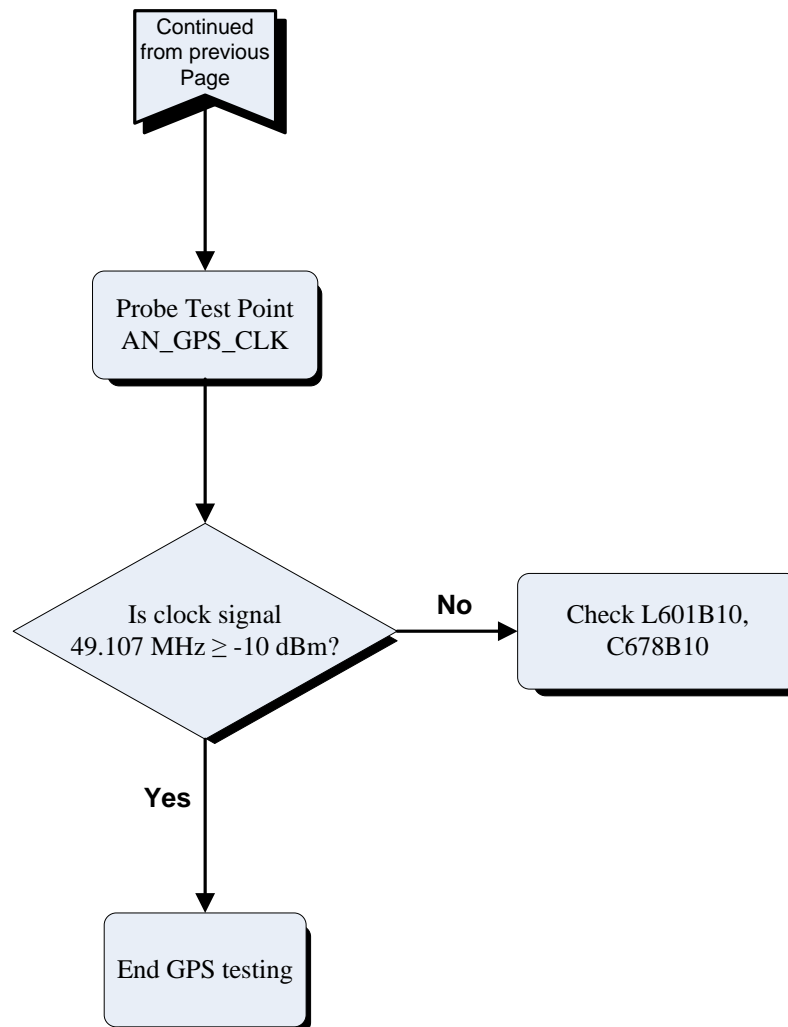 Continued
from previous
Page
Probe Test Point
AN_GPS_CLK
Is clock signal
49.107 MHz ≥ -10 dBm?
No
Check L601B10,
C678B10
Yes
End GPS testing